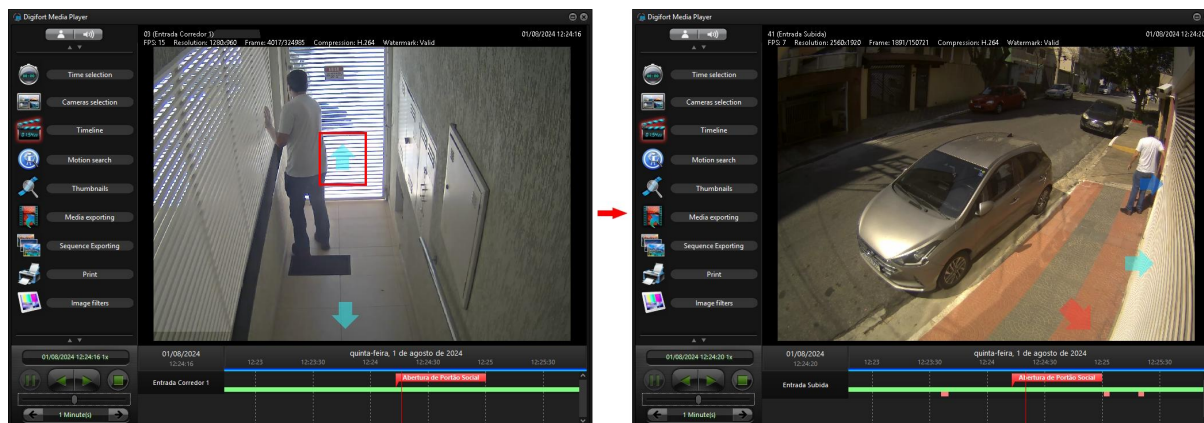 Digifort Media Player
03 (Entrada Corredor 1)
01/08/2024 12:24:16
FPS: 15 Resolution: 1280x960 Frame: 4017/324985 Compression: H.264 Watermark: Valid
Time selection
Cameras selection
Timeline
Motion search
Thumbnails
Media exporting
Sequence Exporting
Print
Image filters
01/08/2024 12:24:16 1x
1 Minute(s)
01/08/2024
12:24:16
quinta-feira, 1 de agosto de 2024
12:23 12:23:30 12:24 12:24:30 12:25 12:25:30
Entrada Corredor 1
Abertura de Portão Social
Digifort Media Player
41 (Entrada Subida)
01/08/2024 12:24:20
FPS: 7 Resolution: 2560x1920 Frame: 1891/150721 Compression: H.264 Watermark: Valid
Time selection
Cameras selection
Timeline
Motion search
Thumbnails
Media exporting
Sequence Exporting
Print
Image filters
01/08/2024 12:24:20 1x
1 Minute(s)
01/08/2024
12:24:20
quinta-feira, 1 de agosto de 2024
12:23 12:23:30 12:24 12:24:30 12:25 12:25:30
Entrada Subida
Abertura de Portão Social